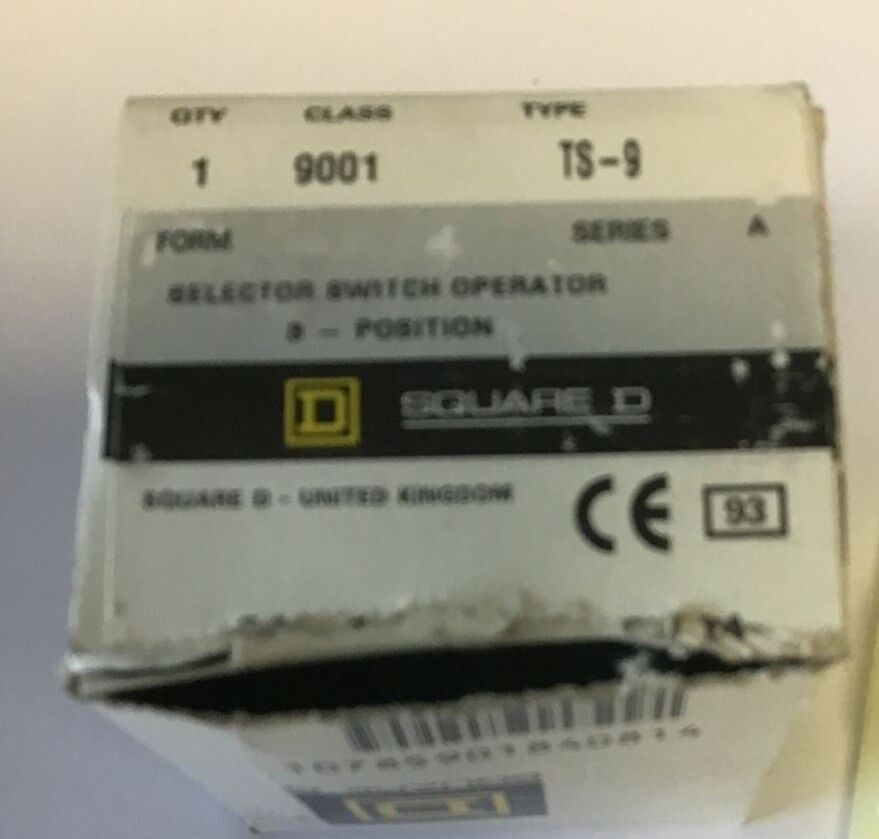 QTY CLASS TYPE
1 9001 TS-9
FORM SERIES A
SELECTOR SWITCH OPERATOR
3 - POSITION
D SQUARE D
SQUARE D - UNITED KINGDOM
CE 93